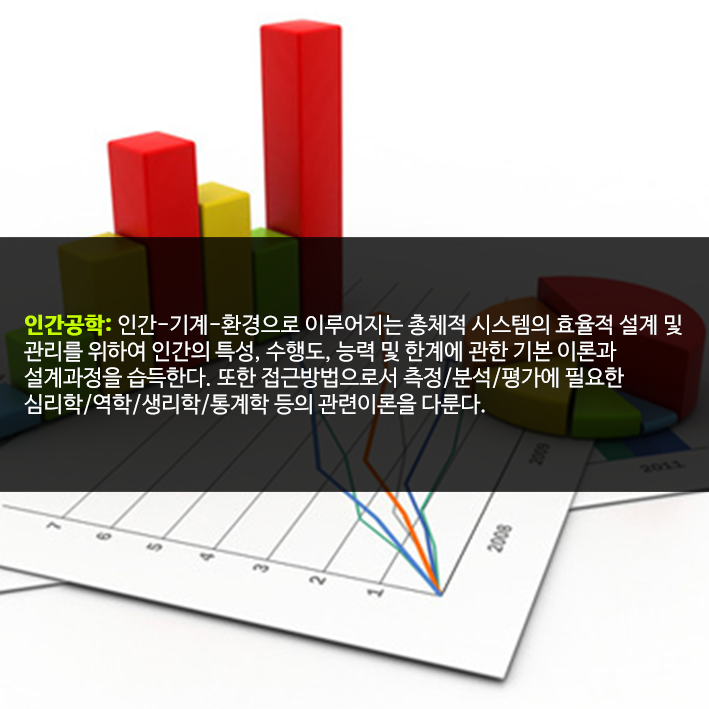 인간공학: 인간-기계-환경으로 이루어지는 총체적 시스템의 효율적 설계 및
관리를 위하여 인간의 특성, 수행도, 능력 및 한계에 관한 기본 이론과
설계과정을 습득한다. 또한 접근방법으로서 측정/분석/평가에 필요한
심리학/역학/생리학/통계학 등의 관련이론을 다룬다.
2009
2011
2008
7
6
5
4
3
2
1